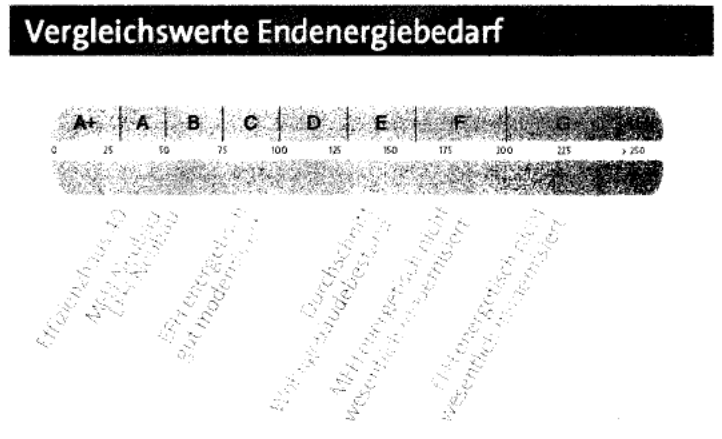 Vergleichswerte Endenergiebedarf
A+ A B C D E F G
0 25 50 75 100 125 150 175 200 225 > 250
Effizienzhaus 40
MFH Neubau
EFH Neubau
EFH energetisch
gut modernisiert
Durchschnitt
Wohngebäudebestand
MFH energetisch nicht
wesentlich modernisiert
EFH energetisch nicht
wesentlich modernisiert